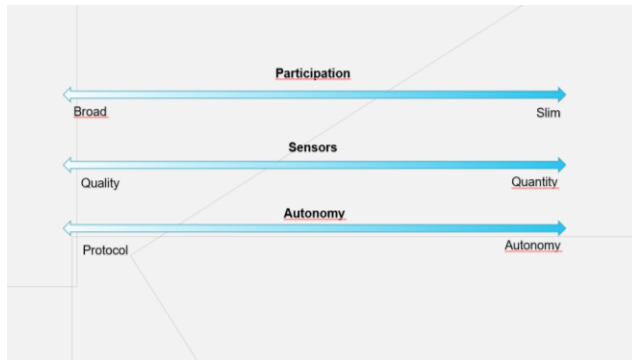 Participation
Broad
Slim
Sensors
Quality
Quantity
Autonomy
Protocol
Autonomy